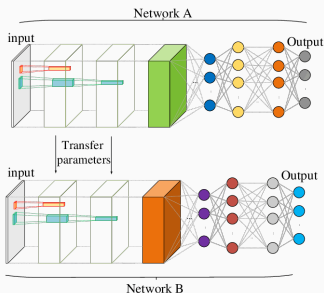 Network A
input
Output
Transfer
parameters
input
Output
Network B